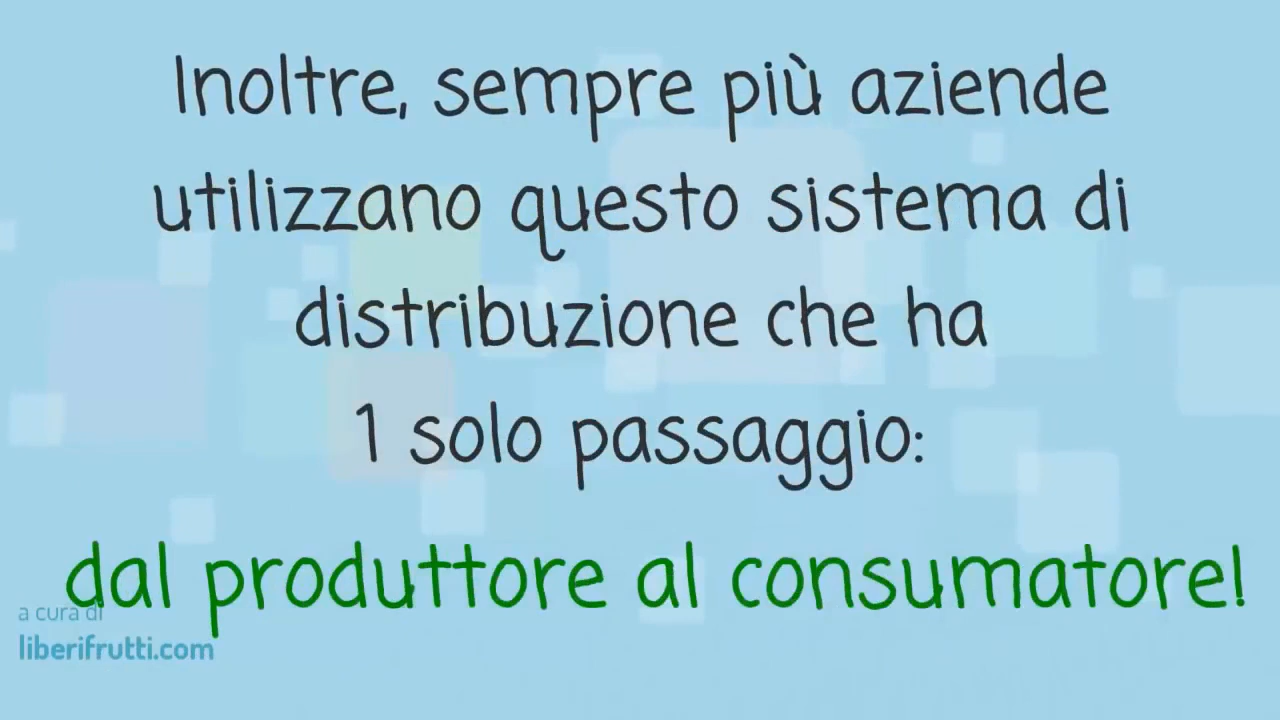 Inoltre, sempre più aziende
utilizzano questo sistema di
distribuzione che ha
1 solo passaggio:
dal produttore al consumatore!
a cura di
liberifrutti.com